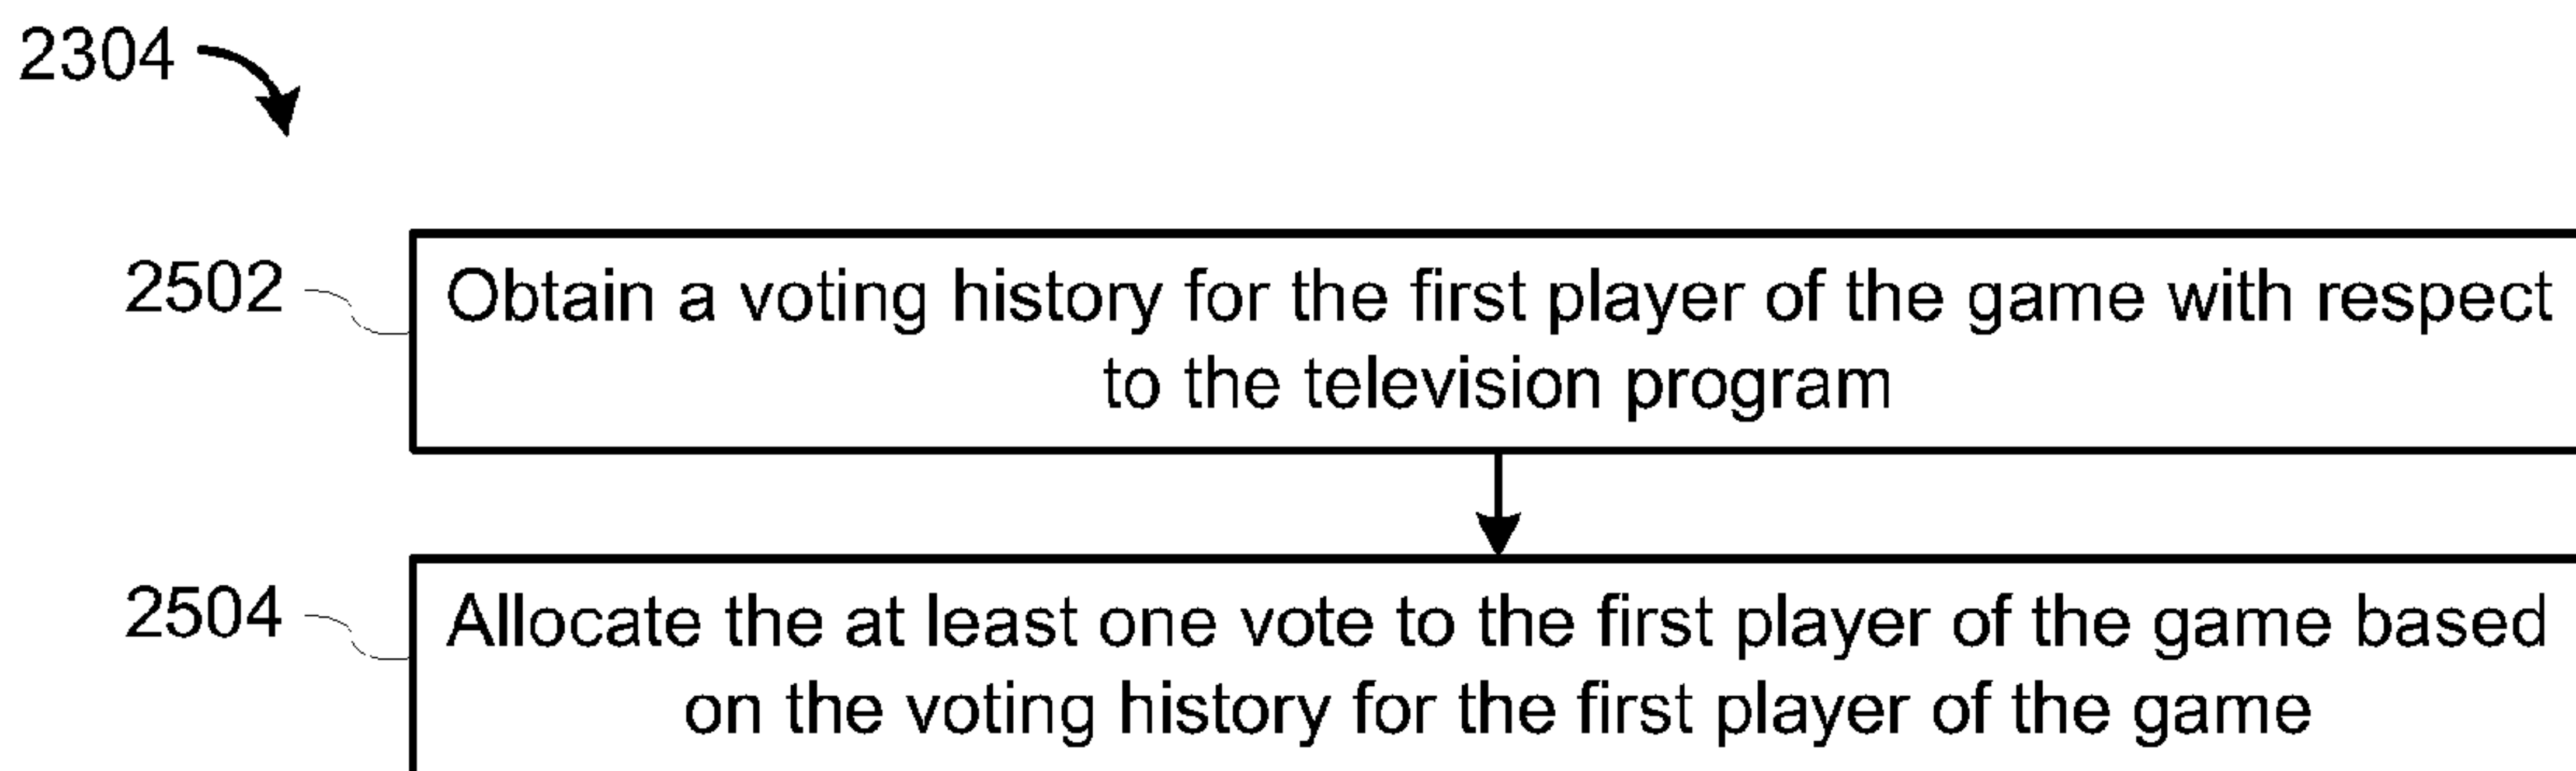 2304
2502
Obtain a voting history for the first player of the game with respect
to the television program
2504
Allocate the at least one vote to the first player of the game based
on the voting history for the first player of the game